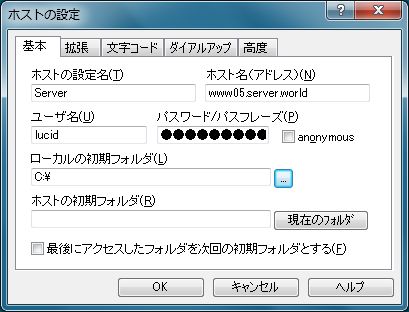 ホストの設定
基本 拡張 文字コード ダイアルアップ 高度
ホストの設定名(T) ホスト名(アドレス)(N)
Server www05.server.world
ユーザ名(U) パスワード/パスフレーズ(P)
lucid ●●●●●●●●● anonymous
ローカルの初期フォルダ(L)
C:¥ ...
ホストの初期フォルダ(R)
現在のフォルダ
最後にアクセスしたフォルダを次回の初期フォルダとする(F)
OK キャンセル ヘルプ